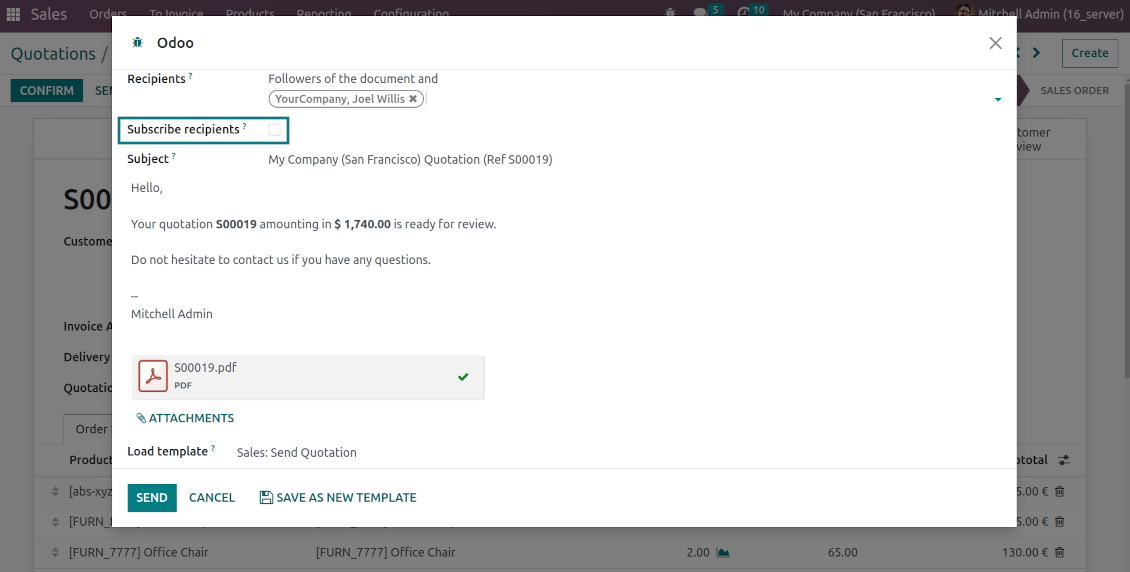 Sales Orders To Invoice Products Reporting Configuration 5 10 My Company (San Francisco) Mitchell Admin (16_server)
Quotations / Create
CONFIRM SEN SALES ORDER
Odoo
Recipients ? Followers of the document and
YourCompany, Joel Willis ✖
Subscribe recipients ?
Subject ? My Company (San Francisco) Quotation (Ref S00019)
Hello,
Your quotation S00019 amounting in $ 1,740.00 is ready for review.
Do not hesitate to contact us if you have any questions.
--
Mitchell Admin
S00019.pdf
PDF
ATTACHMENTS
Load template ? Sales: Send Quotation
SEND CANCEL SAVE AS NEW TEMPLATE
tomer
view
S00
Custome
Invoice A
Delivery
Quotatio
Order
Product btotal
[abs-xyz 5.00 €
[FURN_ 5.00 €
[FURN_7777] Office Chair [FURN_7777] Office Chair 2.00 65.00 130.00 €